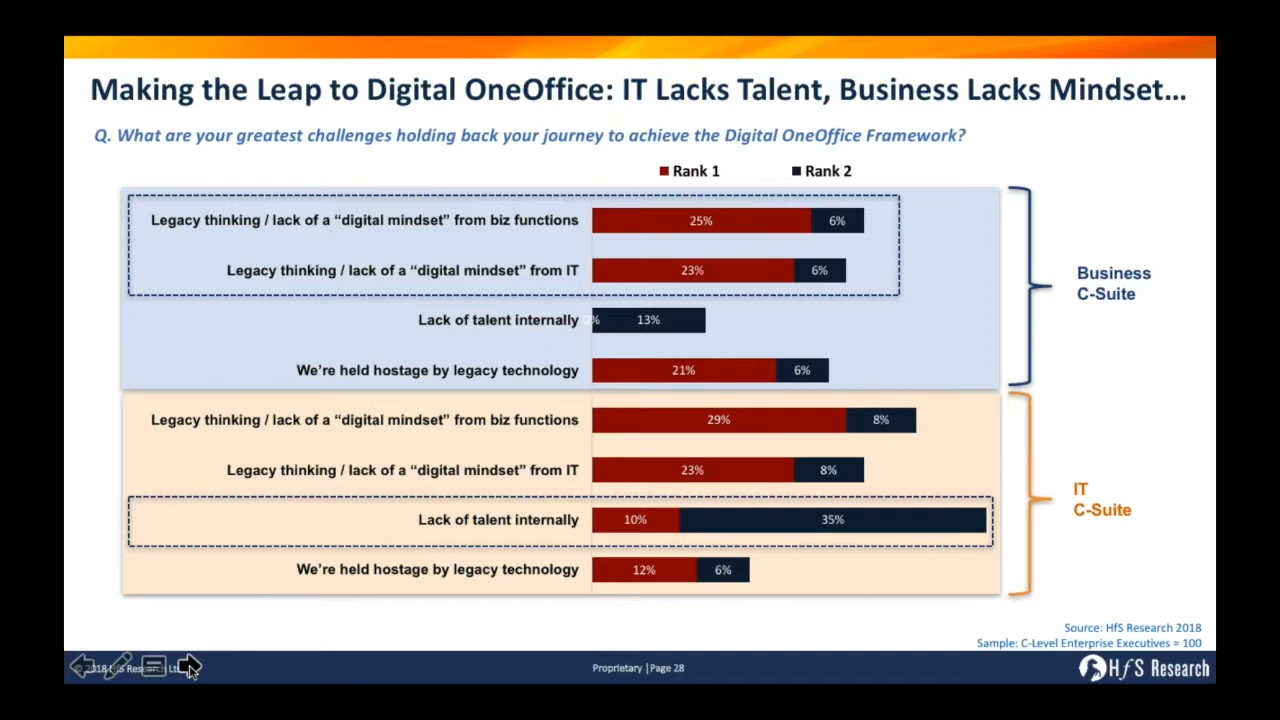 Making the Leap to Digital OneOffice: IT Lacks Talent, Business Lacks Mindset…
Q. What are your greatest challenges holding back your journey to achieve the Digital OneOffice Framework?
Rank 1 Rank 2
Legacy thinking / lack of a “digital mindset” from biz functions 25% 6%
Legacy thinking / lack of a “digital mindset” from IT 23% 6%
Lack of talent internally 0% 13%
We’re held hostage by legacy technology 21% 6%
Business
C-Suite
Legacy thinking / lack of a “digital mindset” from biz functions 29% 8%
Legacy thinking / lack of a “digital mindset” from IT 23% 8%
Lack of talent internally 10% 35%
We’re held hostage by legacy technology 12% 6%
IT
C-Suite
Source: HfS Research 2018
Sample: C-Level Enterprise Executives = 100
© 2018 HfS Research Proprietary | Page 28 HfS Research